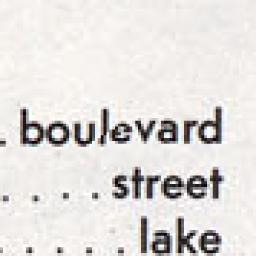 . boulevard
. . . . street
. . . . . lake